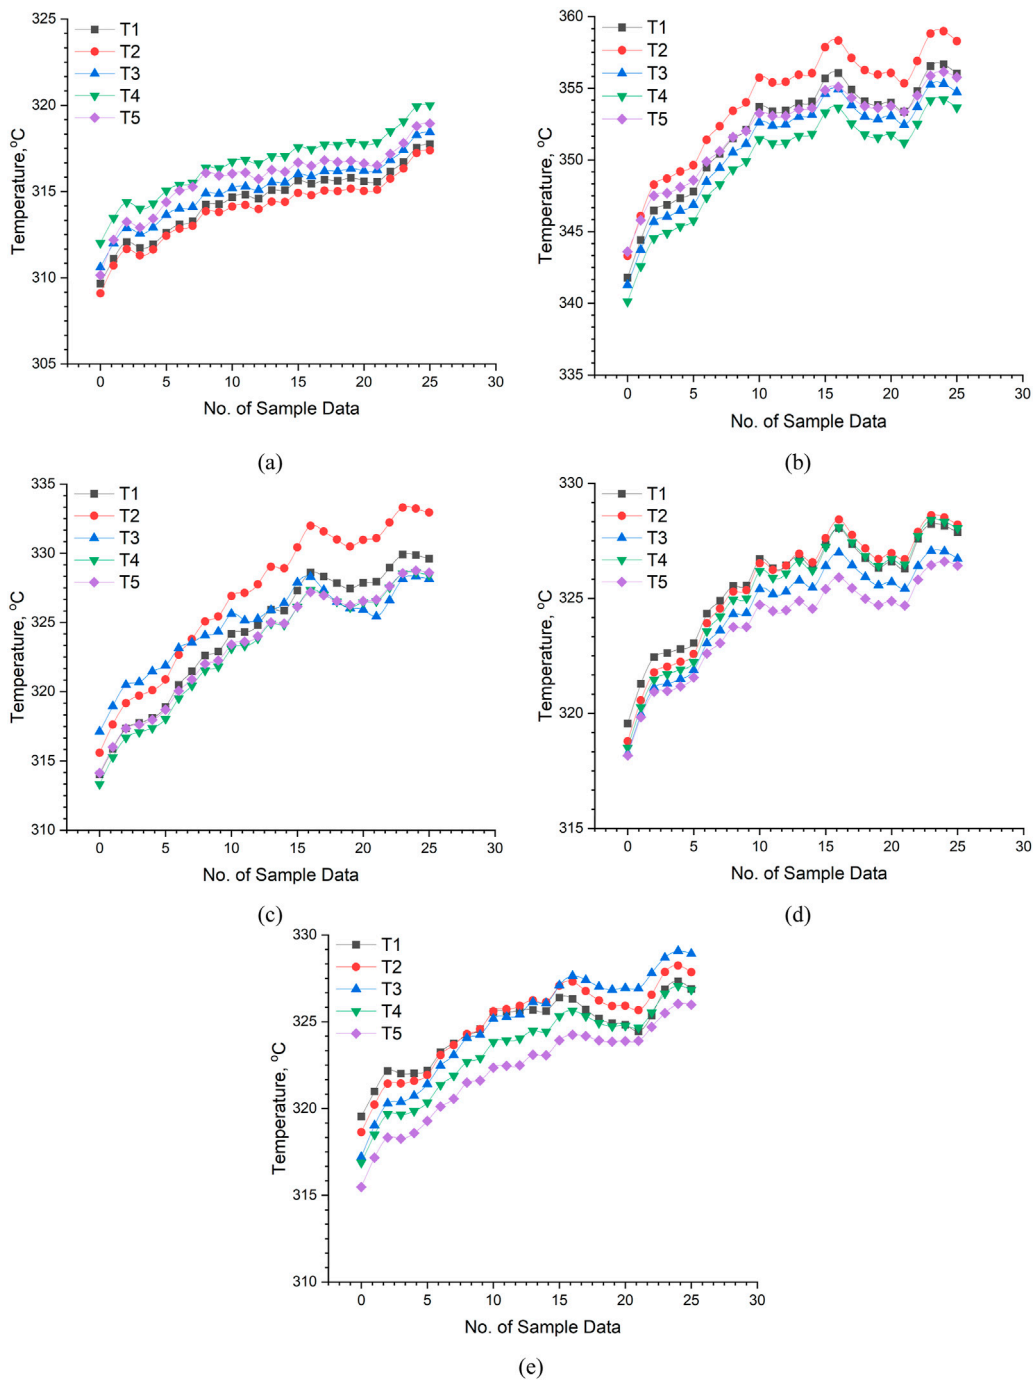 325
320
315
310
305
Temperature,°C
T1
T2
T3
T4
T5
0 5 10 15 20 25 30
No. of Sample Data
(a)
360
355
350
345
340
335
Temperature, °C
T1
T2
T3
T4
T5
0 5 10 15 20 25 30
No. of Sample Data
(b)
335
330
325
320
315
310
Temperature, °C
T1
T2
T3
T4
T5
0 5 10 15 20 25 30
No. of Sample Data
(c)
330
325
320
315
Temperature, °C
T1
T2
T3
T4
T5
0 5 10 15 20 25 30
No. of Sample Data
(d)
330
325
320
315
310
Temperature, °C
T1
T2
T3
T4
T5
0 5 10 15 20 25 30
No. of Sample Data
(e)